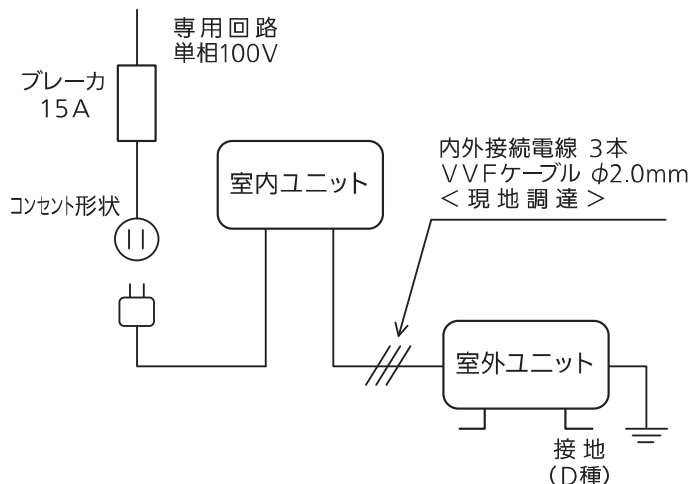 専用回路
単相100V
ブレーカ
15A
コンセント形状
室内ユニット
内外接続電線 3本
VVFケーブル φ2.0mm
<現地調達>
室外ユニット
接地
(D種)